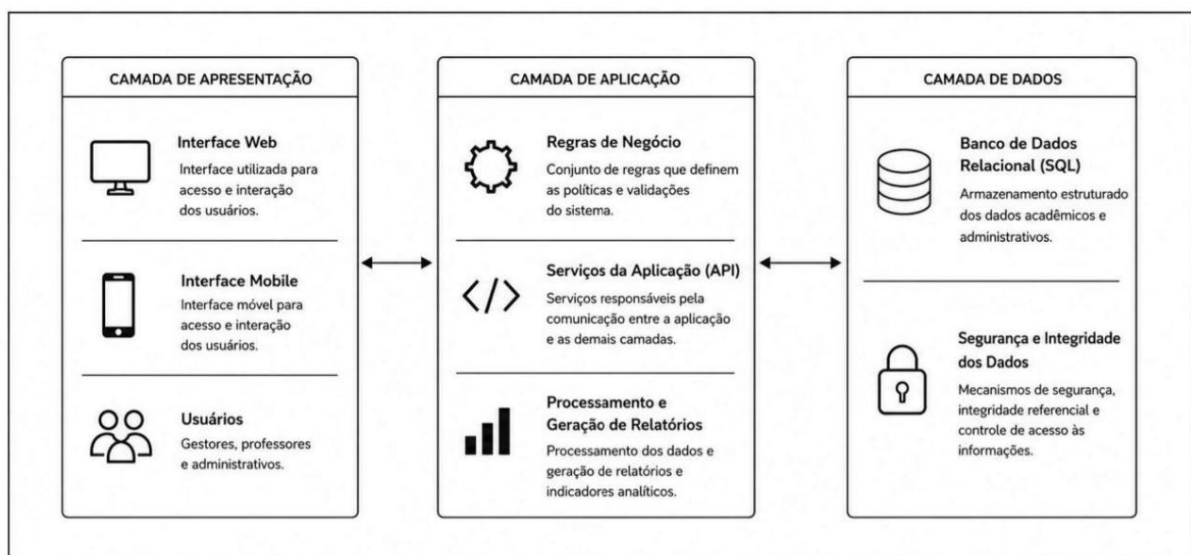 CAMADA DE APRESENTAÇÃO
Interface Web
Interface utilizada para
acesso e interação
dos usuários.
Interface Mobile
Interface móvel para
acesso e interação
dos usuários.
Usuários
Gestores, professores
e administrativos.
CAMADA DE APLICAÇÃO
Regras de Negócio
Conjunto de regras que definem
as políticas e validações
do sistema.
Serviços da Aplicação (API)
Serviços responsáveis pela
comunicação entre a aplicação
e as demais camadas.
Processamento e
Geração de Relatórios
Processamento dos dados e
geração de relatórios e
indicadores analíticos.
CAMADA DE DADOS
Banco de Dados
Relacional (SQL)
Armazenamento estruturado
dos dados acadêmicos e
administrativos.
Segurança e Integridade
dos Dados
Mecanismos de segurança,
integridade referencial e
controle de acesso às
informações.